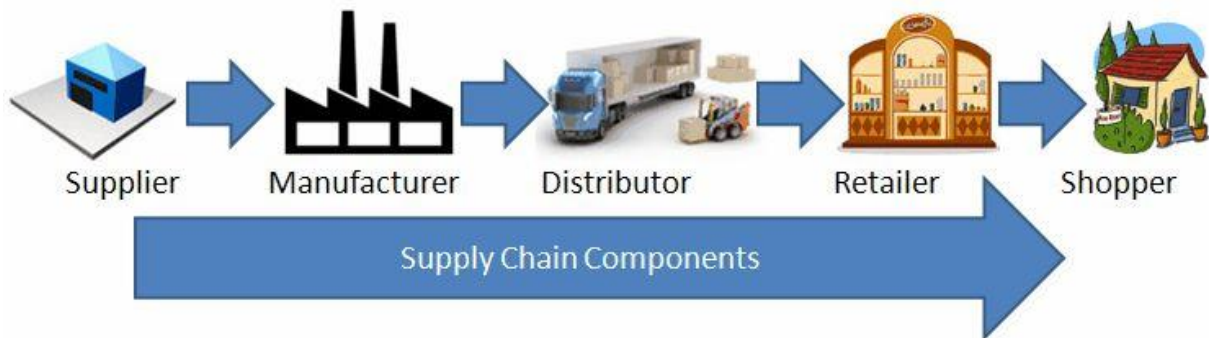 Supplier
Manufacturer
Distributor
Retailer
Shopper
Supply Chain Components